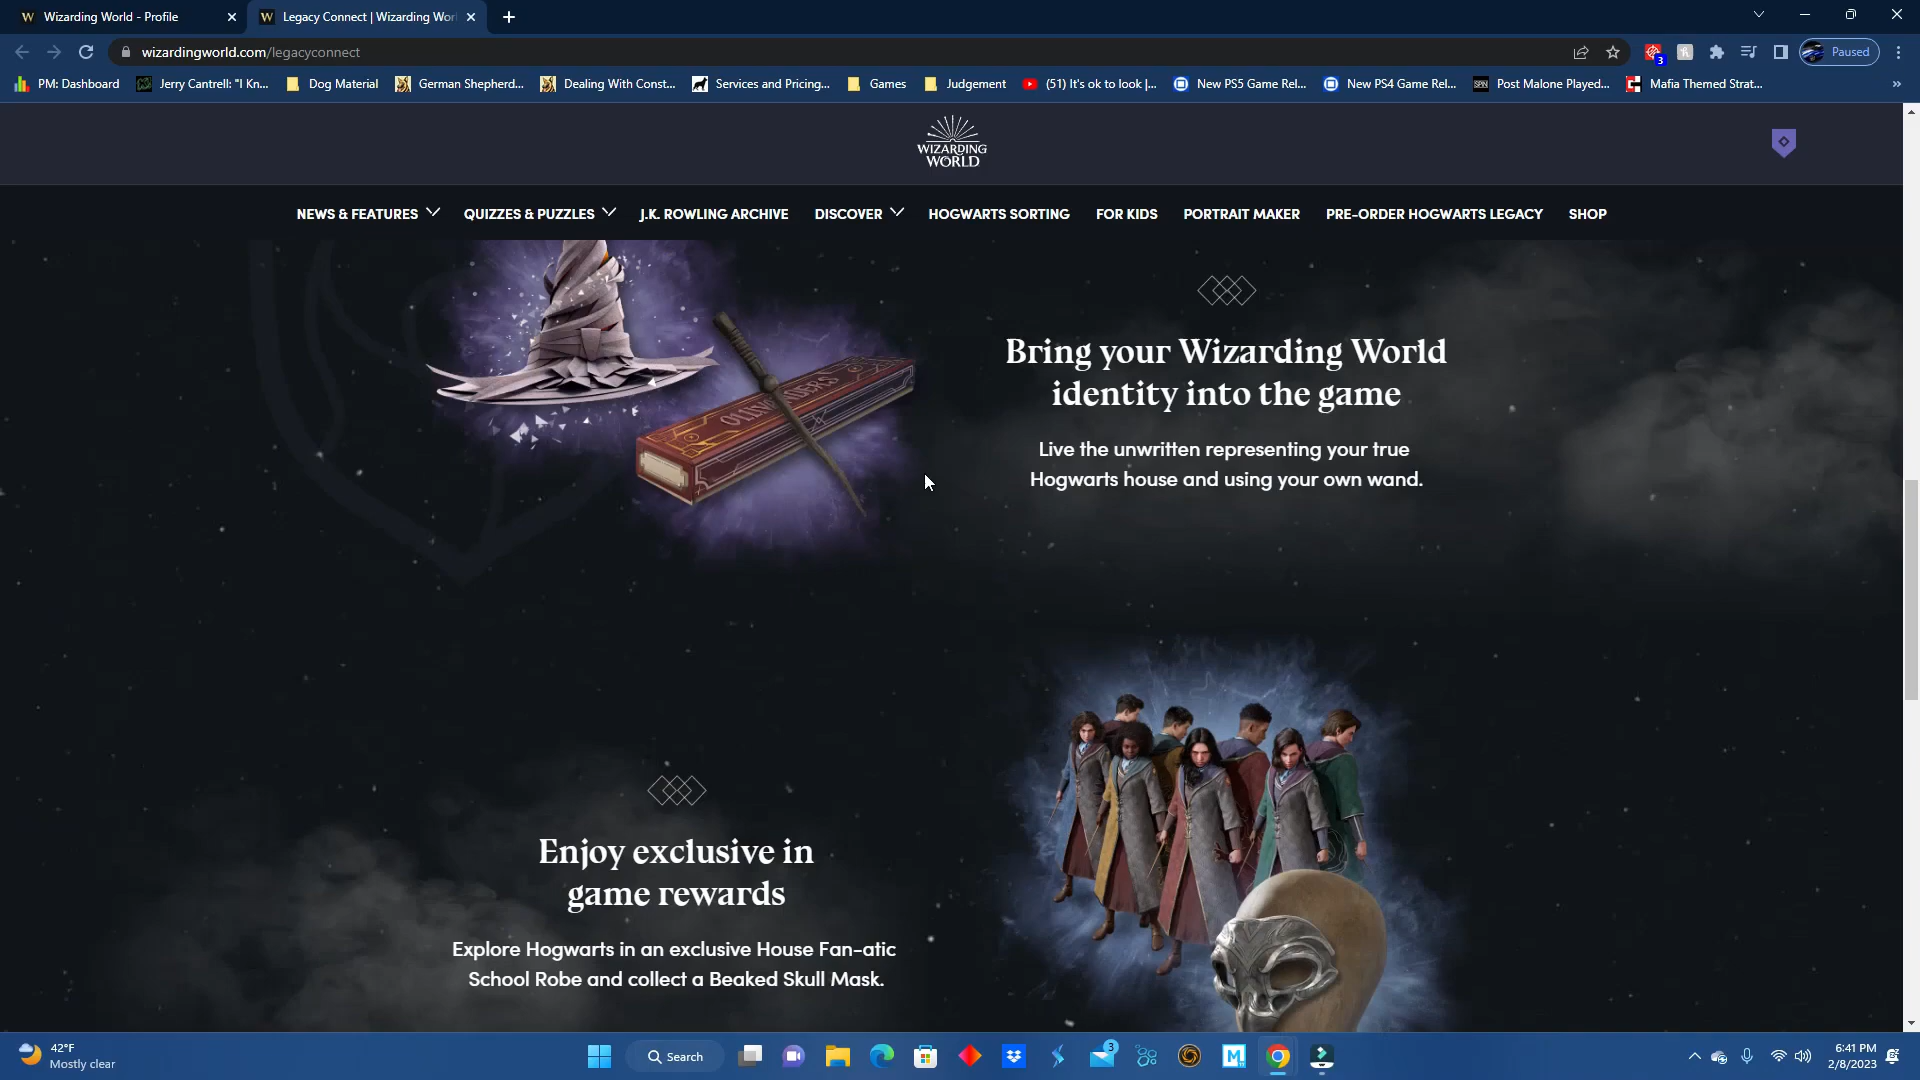 Wizarding World - Profile
Legacy Connect | Wizarding Worl
wizardingworld.com/legacyconnect
3
Paused
PM: Dashboard
Jerry Cantrell: "I Kn...
Dog Material
German Shepherd...
Dealing With Const...
Services and Pricing...
Games
Judgement
(51) It's ok to look |...
New PS5 Game Rel...
New PS4 Game Rel...
SPIN
Post Malone Played...
Mafia Themed Strat...
»
WIZARDING
WORLD
NEWS & FEATURES
QUIZZES & PUZZLES
J.K. ROWLING ARCHIVE
DISCOVER
HOGWARTS SORTING
FOR KIDS
PORTRAIT MAKER
PRE-ORDER HOGWARTS LEGACY
SHOP
OLLIVANDERS
Bring your Wizarding World
identity into the game
Live the unwritten representing your true
Hogwarts house and using your own wand.
Enjoy exclusive in
game rewards
Explore Hogwarts in an exclusive House Fan-atic
School Robe and collect a Beaked Skull Mask.
42°F
Mostly clear
Search
3
6:41 PM
2/8/2023